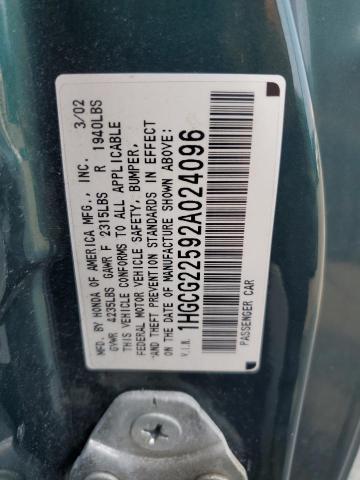 MFD. BY HONDA OF AMERICA MFG., INC. 3/02
GVWR 4235LBS GAWR F 2315LBS R 1940LBS
THIS VEHICLE CONFORMS TO ALL APPLICABLE
FEDERAL MOTOR VEHICLE SAFETY, BUMPER,
AND THEFT PREVENTION STANDARDS IN EFFECT
ON THE DATE OF MANUFACTURE SHOWN ABOVE:
V.I.N. 1HGCG22592A024096
PASSENGER CAR